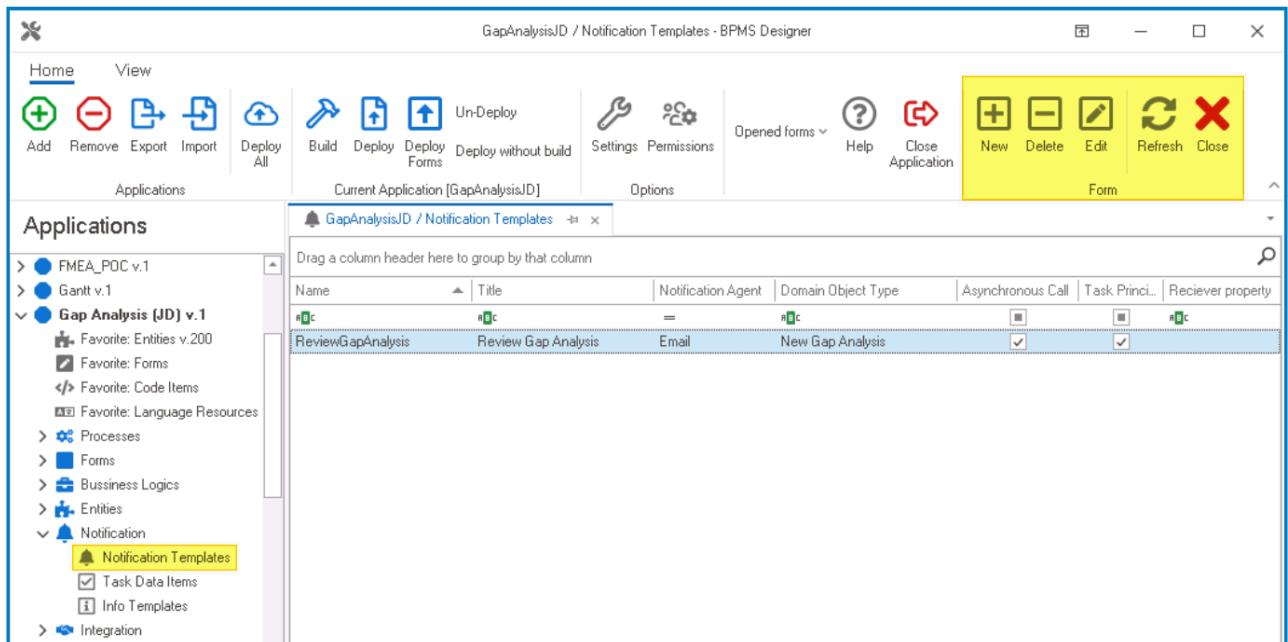 GapAnalysisJD / Notification Templates - BPMS Designer
Home View
Add Remove Export Import Deploy All
Build Deploy Deploy Forms Un-Deploy Deploy without build
Settings Permissions
Opened forms
Help Close Application
New Delete Edit Refresh Close
Applications Current Application [GapAnalysisJD] Options Form
Applications
GapAnalysisJD / Notification Templates
Drag a column header here to group by that column
Name Title Notification Agent Domain Object Type Asynchronous Call Task Princi... Reciever property
ABC ABC = ABC ABC
ReviewGapAnalysis Review Gap Analysis Email New Gap Analysis
FMEA_POC v.1
Gantt v.1
Gap Analysis (JD) v.1
Favorite: Entities v.200
Favorite: Forms
Favorite: Code Items
Favorite: Language Resources
Processes
Forms
Bussiness Logics
Entities
Notification
Notification Templates
Task Data Items
Info Templates
Integration